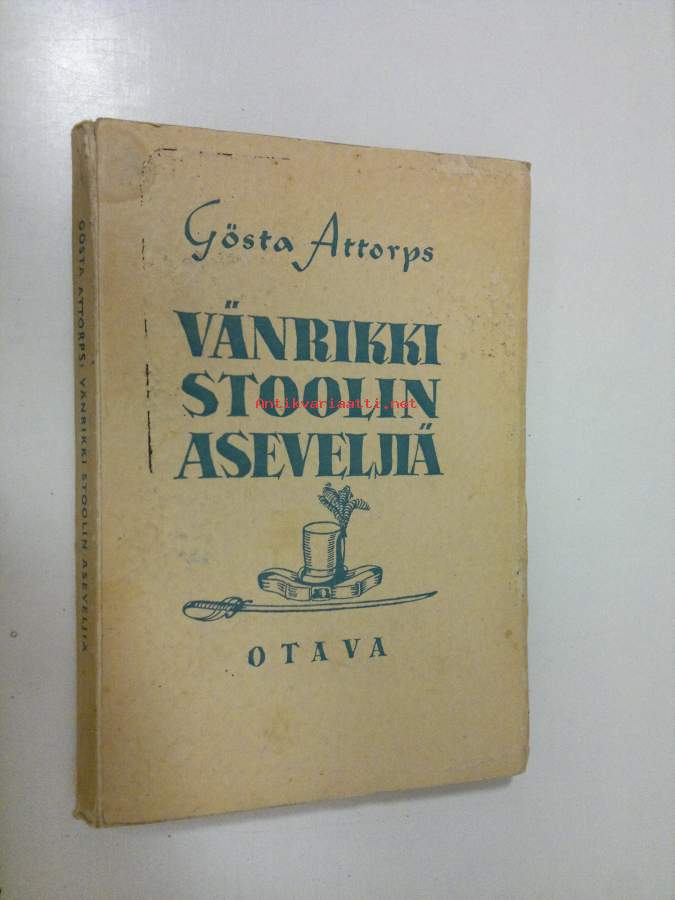 Gösta Attorps
VÄNRIKKI
STOOLIN
Antikvariaatti.net
ASEVELJIÄ
OTAVA
GÖSTA ATTORPS: VÄNRIKKI STOOLIN ASEVELJIÄ